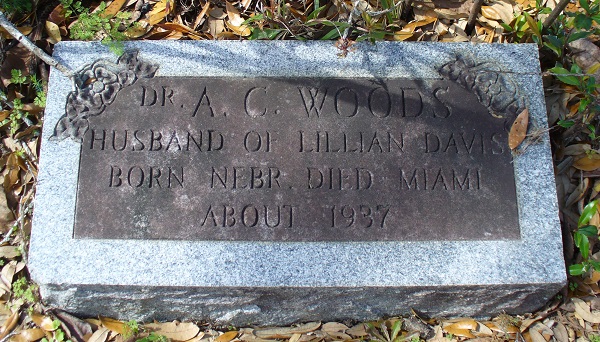 DR. A. C. WOODS
HUSBAND OF LILLIAN DAVIS
BORN NEBR. DIED MIAMI
ABOUT 1937